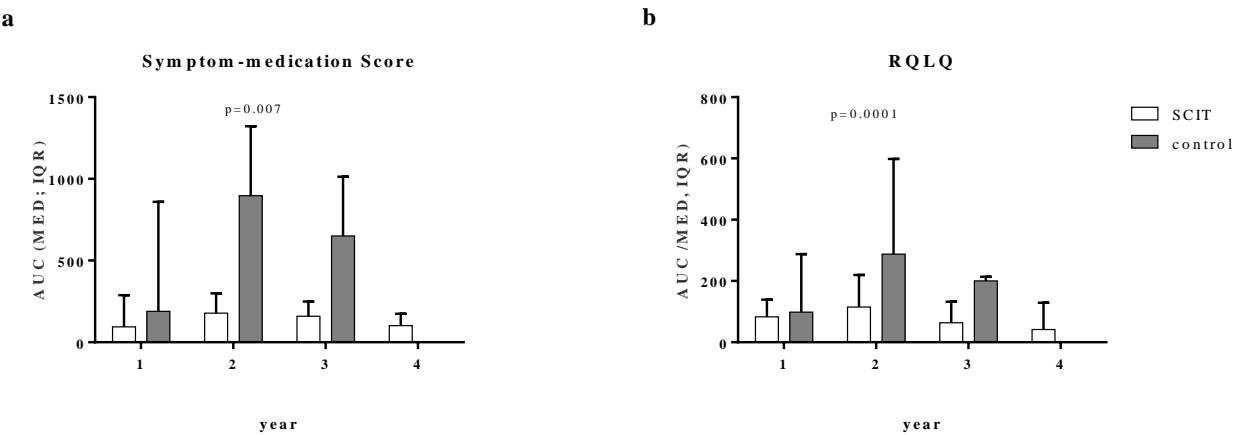 a
Symptom-medication Score
AUC (MED; IQR)
1500
1000
500
0
p=0.007
1 2 3 4
year
b
RQLQ
AUC /MED, IQR)
800
600
400
200
0
p=0.0001
1 2 3 4
year
SCIT
control